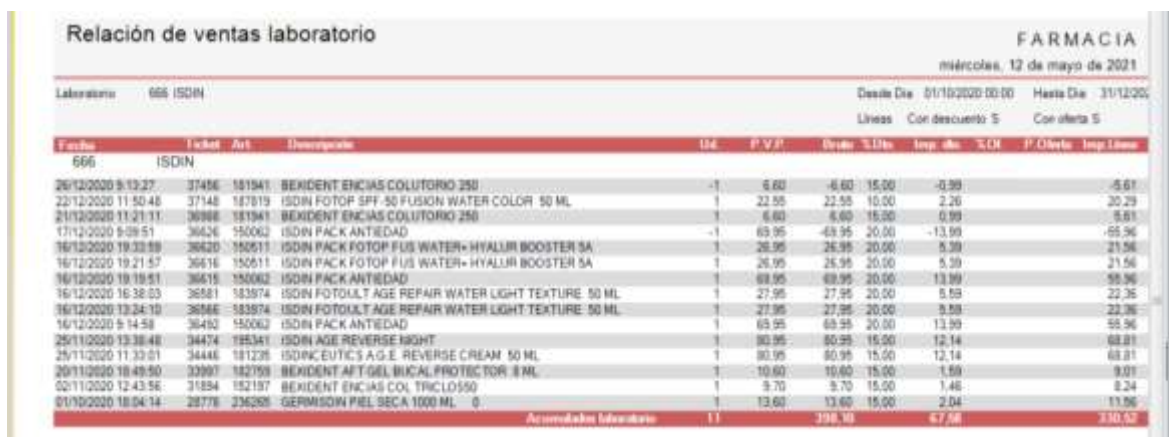 Relación de ventas laboratorio
FARMACIA
miércoles, 12 de mayo de 2021
Laboratorio 666 ISDIN Desde Dia 01/10/2020 00:00 Hasta Dia 31/12/202
Líneas Con descuento S Con oferta S
Fecha Ticket Art. Descripción Ud. P.V.P. Bruto %Dto. Imp. dto. %Of. P.Oferta Imp.Línea
666 ISDIN
26/12/2020 9:13:27 37456 181941 BEXIDENT ENCIAS COLUTORIO 250 -1 6,60 -6,60 15,00 -0,99 -5,61
22/12/2020 11:50:48 37148 187819 ISDIN FOTOP SPF-50 FUSION WATER COLOR 50 ML 1 22,55 22,55 10,00 2,26 20,29
21/12/2020 11:21:11 36988 181941 BEXIDENT ENCIAS COLUTORIO 250 1 6,60 6,60 15,00 0,99 5,61
17/12/2020 9:09:51 36626 150062 ISDIN PACK ANTIEDAD -1 69,95 -69,95 20,00 -13,99 -55,96
16/12/2020 19:33:59 36620 150511 ISDIN PACK FOTOP FUS WATER+ HYALUR BOOSTER 5A 1 26,95 26,95 20,00 5,39 21,56
16/12/2020 19:21:57 36616 150511 ISDIN PACK FOTOP FUS WATER+ HYALUR BOOSTER 5A 1 26,95 26,95 20,00 5,39 21,56
16/12/2020 19:19:51 36615 150062 ISDIN PACK ANTIEDAD 1 69,95 69,95 20,00 13,99 55,96
16/12/2020 16:38:03 36581 183974 ISDIN FOTOULT AGE REPAIR WATER LIGHT TEXTURE 50 ML 1 27,95 27,95 20,00 5,59 22,36
16/12/2020 13:24:10 36566 183974 ISDIN FOTOULT AGE REPAIR WATER LIGHT TEXTURE 50 ML 1 27,95 27,95 20,00 5,59 22,36
16/12/2020 9:14:58 36492 150062 ISDIN PACK ANTIEDAD 1 69,95 69,95 20,00 13,99 55,96
25/11/2020 13:38:48 34474 195341 ISDIN AGE REVERSE NIGHT 1 80,95 80,95 15,00 12,14 68,81
25/11/2020 11:33:01 34446 181235 ISDINCEUTICS A.G.E. REVERSE CREAM 50 ML 1 80,95 80,95 15,00 12,14 68,81
20/11/2020 18:49:50 33997 182759 BEXIDENT AFT GEL BUCAL PROTECTOR 8 ML 1 10,60 10,60 15,00 1,59 9,01
02/11/2020 12:43:56 31894 152197 BEXIDENT ENCIAS COL TRICLOS50 1 9,70 9,70 15,00 1,46 8,24
01/10/2020 18:04:14 28778 236265 GERMISDIN PIEL SECA 1000 ML 0 1 13,60 13,60 15,00 2,04 11,56
Acumulados laboratorio 11 398,10 67,58 330,52